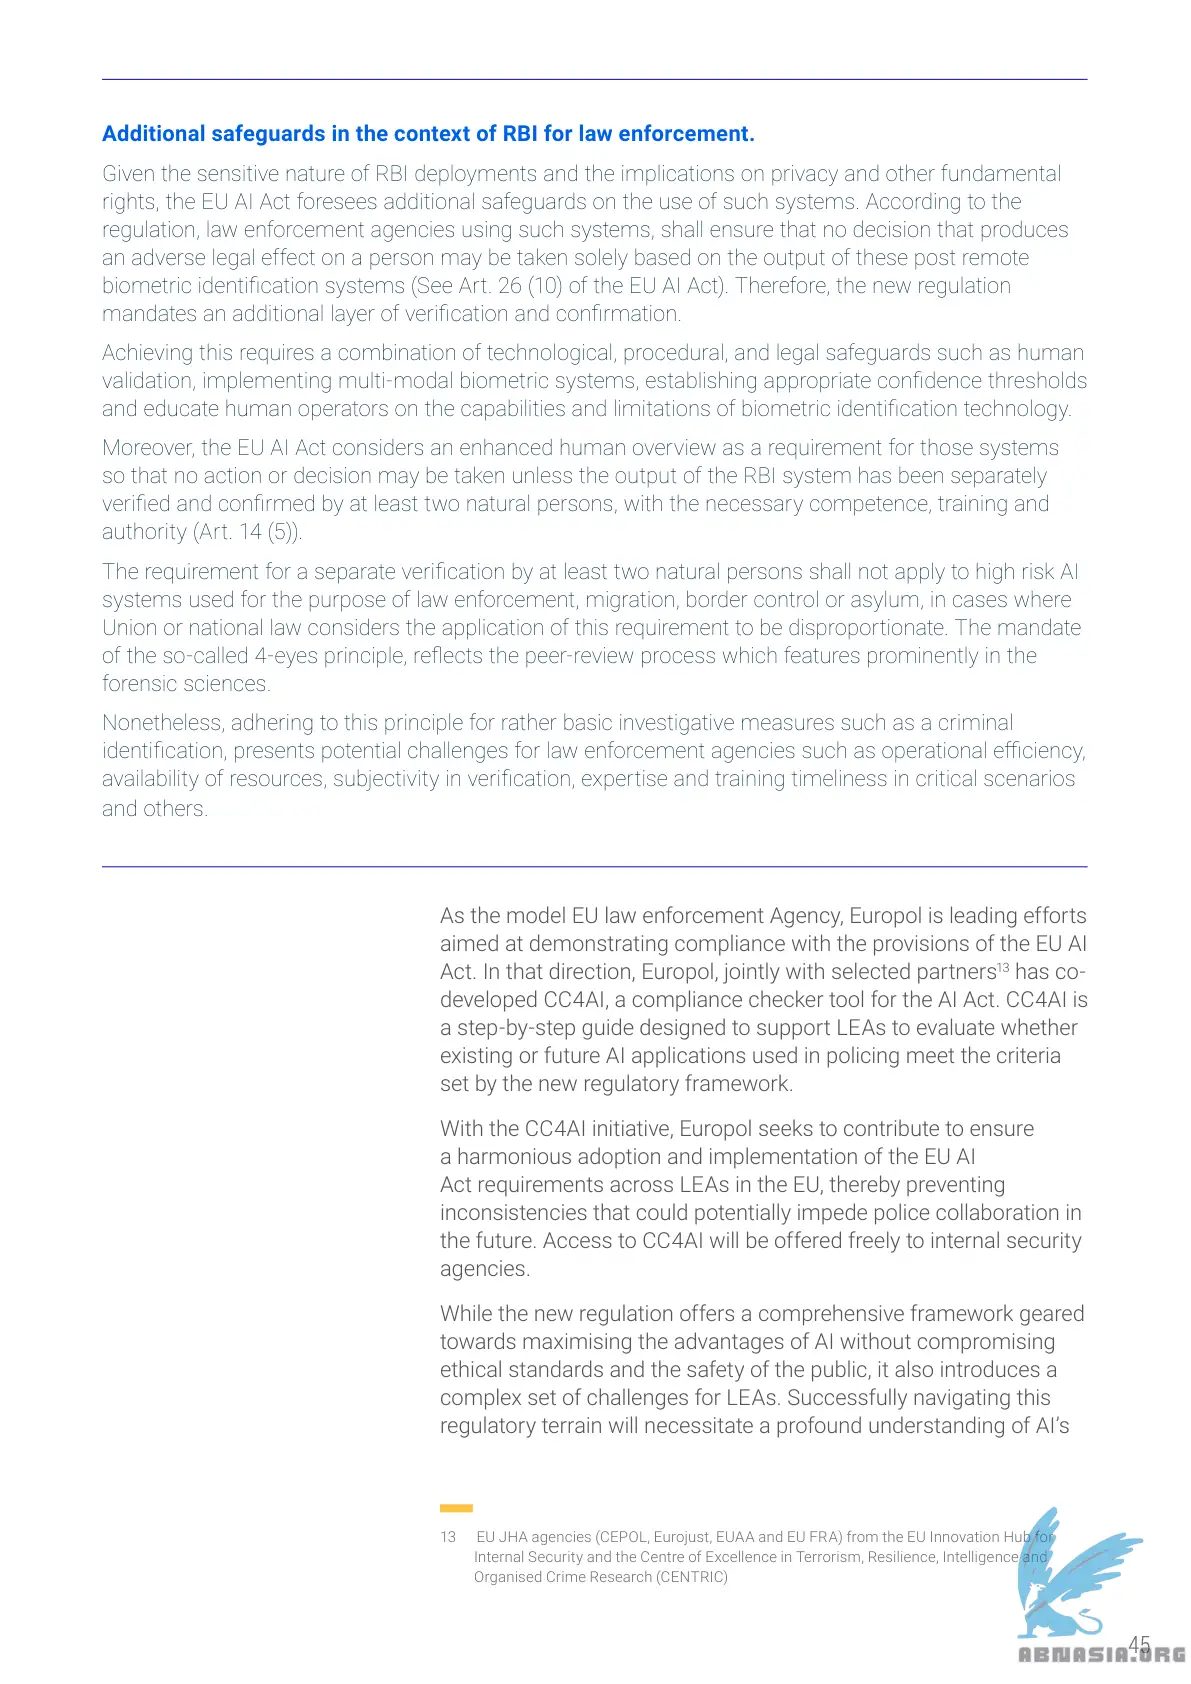 Additional safeguards in the context of RBI for law enforcement.
Given the sensitive nature of RBI deployments and the implications on privacy and other fundamental
rights, the EU AI Act foresees additional safeguards on the use of such systems. According to the
regulation, law enforcement agencies using such systems, shall ensure that no decision that produces
an adverse legal effect on a person may be taken solely based on the output of these post remote
biometric identification systems (See Art. 26 (10) of the EU AI Act). Therefore, the new regulation
mandates an additional layer of verification and confirmation.
Achieving this requires a combination of technological, procedural, and legal safeguards such as human
validation, implementing multi-modal biometric systems, establishing appropriate confidence thresholds
and educate human operators on the capabilities and limitations of biometric identification technology.
Moreover, the EU AI Act considers an enhanced human overview as a requirement for those systems
so that no action or decision may be taken unless the output of the RBI system has been separately
verified and confirmed by at least two natural persons, with the necessary competence, training and
authority (Art. 14 (5)).
The requirement for a separate verification by at least two natural persons shall not apply to high risk AI
systems used for the purpose of law enforcement, migration, border control or asylum, in cases where
Union or national law considers the application of this requirement to be disproportionate. The mandate
of the so-called 4-eyes principle, reflects the peer-review process which features prominently in the
forensic sciences.
Nonetheless, adhering to this principle for rather basic investigative measures such as a criminal
identification, presents potential challenges for law enforcement agencies such as operational efficiency,
availability of resources, subjectivity in verification, expertise and training timeliness in critical scenarios
and others.
As the model EU law enforcement Agency, Europol is leading efforts
aimed at demonstrating compliance with the provisions of the EU AI
Act. In that direction, Europol, jointly with selected partners13 has co-
developed CC4AI, a compliance checker tool for the AI Act. CC4AI is
a step-by-step guide designed to support LEAs to evaluate whether
existing or future AI applications used in policing meet the criteria
set by the new regulatory framework.
With the CC4AI initiative, Europol seeks to contribute to ensure
a harmonious adoption and implementation of the EU AI
Act requirements across LEAs in the EU, thereby preventing
inconsistencies that could potentially impede police collaboration in
the future. Access to CC4AI will be offered freely to internal security
agencies.
While the new regulation offers a comprehensive framework geared
towards maximising the advantages of AI without compromising
ethical standards and the safety of the public, it also introduces a
complex set of challenges for LEAs. Successfully navigating this
regulatory terrain will necessitate a profound understanding of AI’s
13 EU JHA agencies (CEPOL, Eurojust, EUAA and EU FRA) from the EU Innovation Hub for
Internal Security and the Centre of Excellence in Terrorism, Resilience, Intelligence and
Organised Crime Research (CENTRIC)
45
ABNASIA.ORG